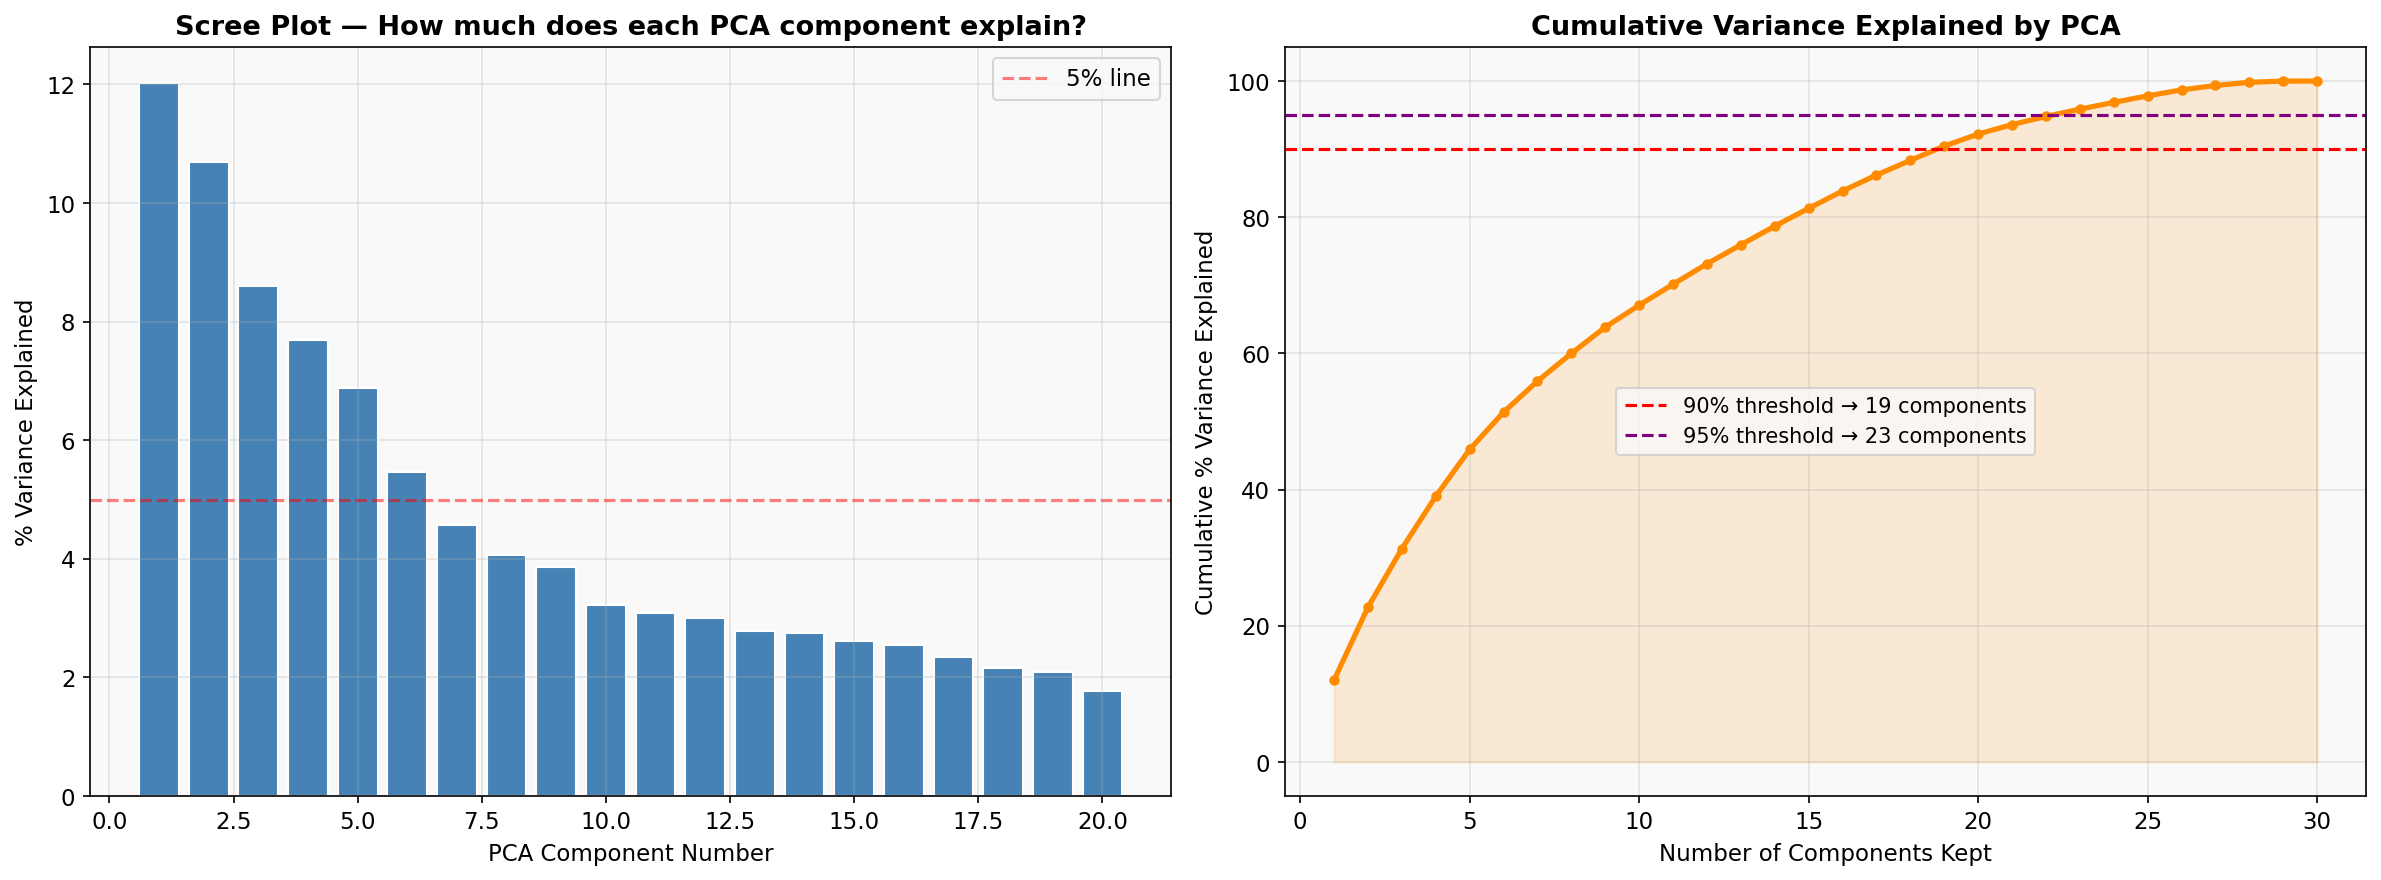 Scree Plot — How much does each PCA component explain?
5% line
% Variance Explained
12
10
8
6
4
2
0
0.0 2.5 5.0 7.5 10.0 12.5 15.0 17.5 20.0
PCA Component Number
Cumulative Variance Explained by PCA
Cumulative % Variance Explained
100
80
60
40
20
0
90% threshold → 19 components
95% threshold → 23 components
0 5 10 15 20 25 30
Number of Components Kept